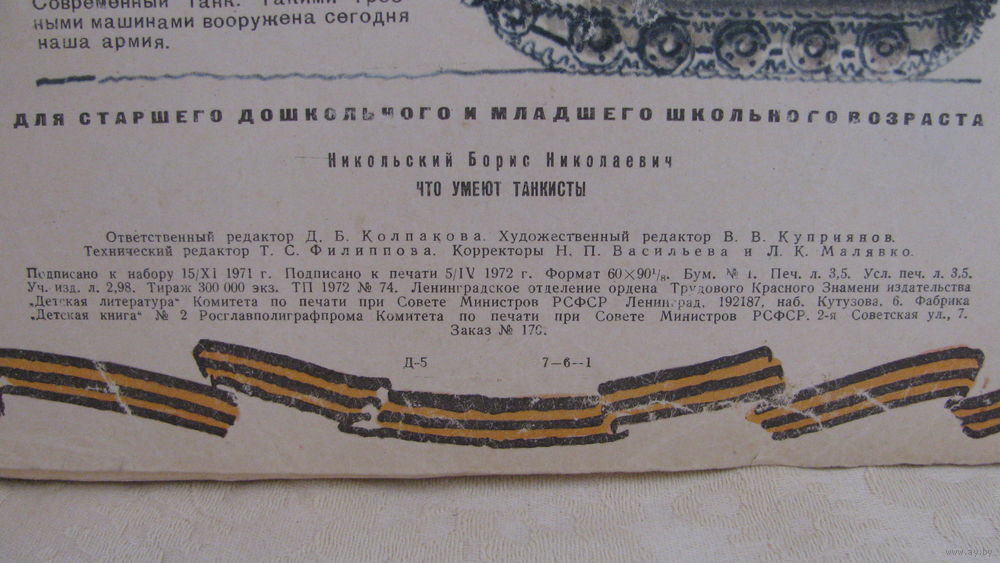 Современный танк. Такими гроз-
ными машинами вооружена сегодня
наша армия.
ДЛЯ СТАРШЕГО ДОШКОЛЬНОГО И МЛАДШЕГО ШКОЛЬНОГО ВОЗРАСТА
Никольский Борис Николаевич
ЧТО УМЕЮТ ТАНКИСТЫ
Ответственный редактор Д. Б. Колпакова. Художественный редактор В. В. Куприянов.
Технический редактор Т. С. Филиппова. Корректоры Н. П. Васильева и Л. К. Малявко.
Подписано к набору 15/XI 1971 г. Подписано к печати 5/IV 1972 г. Формат 60×90¹/₈. Бум. № 1. Печ. л. 3,5. Усл. печ. л. 3,5.
Уч. изд. л. 2,98. Тираж 300 000 экз. ТП 1972 № 74. Ленинградское отделение ордена Трудового Красного Знамени издательства
„Детская литература“ Комитета по печати при Совете Министров РСФСР Ленинград, 192187, наб. Кутузова, 6. Фабрика
„Детская книга“ № 2 Росглавполиграфпрома Комитета по печати при Совете Министров РСФСР. 2-я Советская ул., 7.
Заказ №
Д-5 7—6--1
www.ay.by